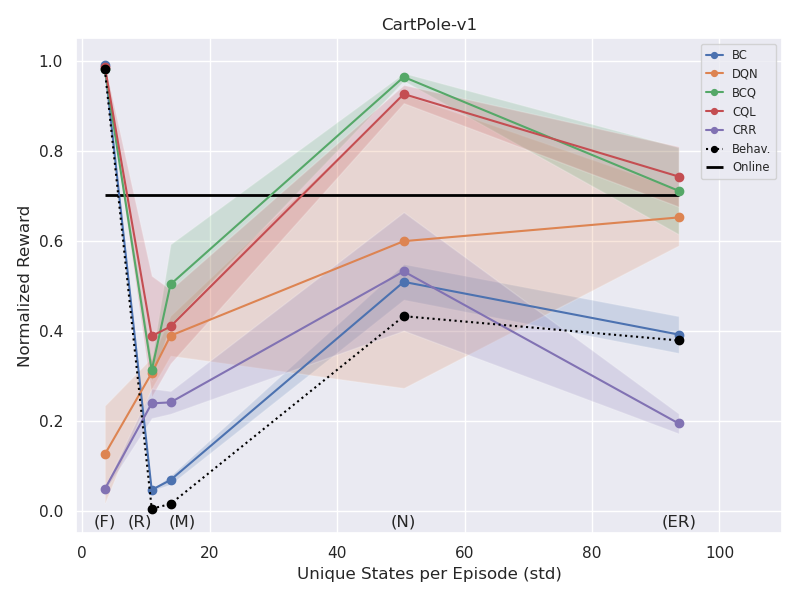 CartPole-v1
Normalized Reward
1.0
0.8
0.6
0.4
0.2
0.0
BC
DQN
BCQ
CQL
CRR
Behav.
Online
(F) (R) (M) (N) (ER)
0 20 40 60 80 100
Unique States per Episode (std)